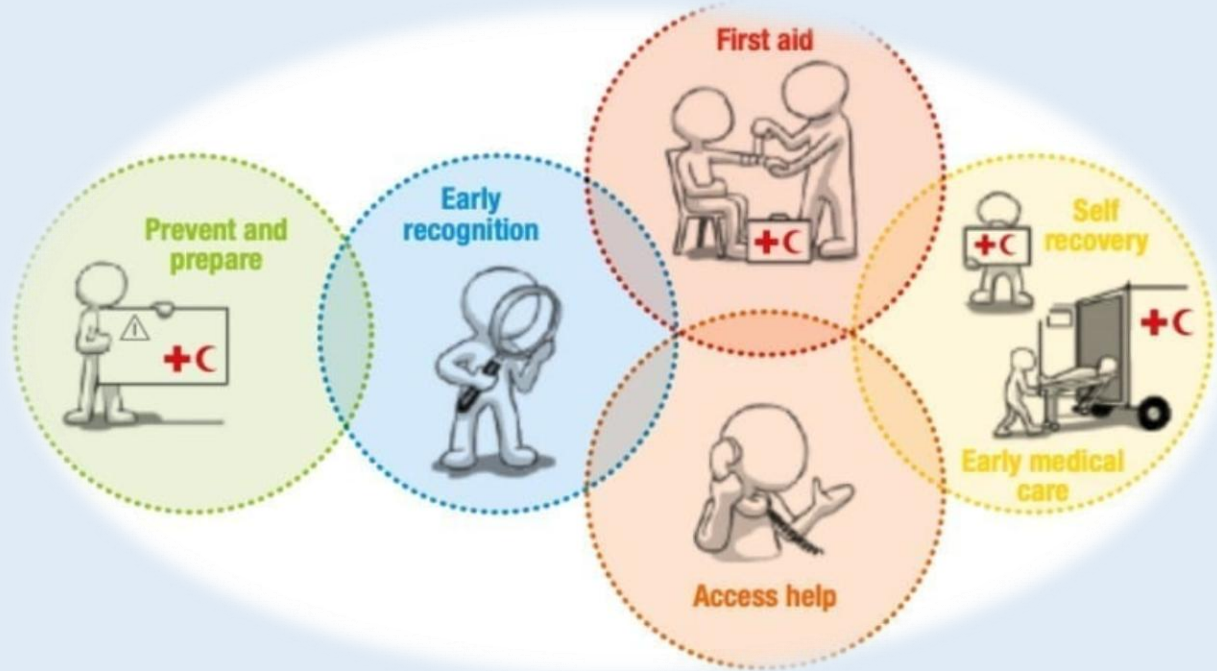 Prevent and
prepare
Early
recognition
First aid
Access help
Self
recovery
Early medical
care